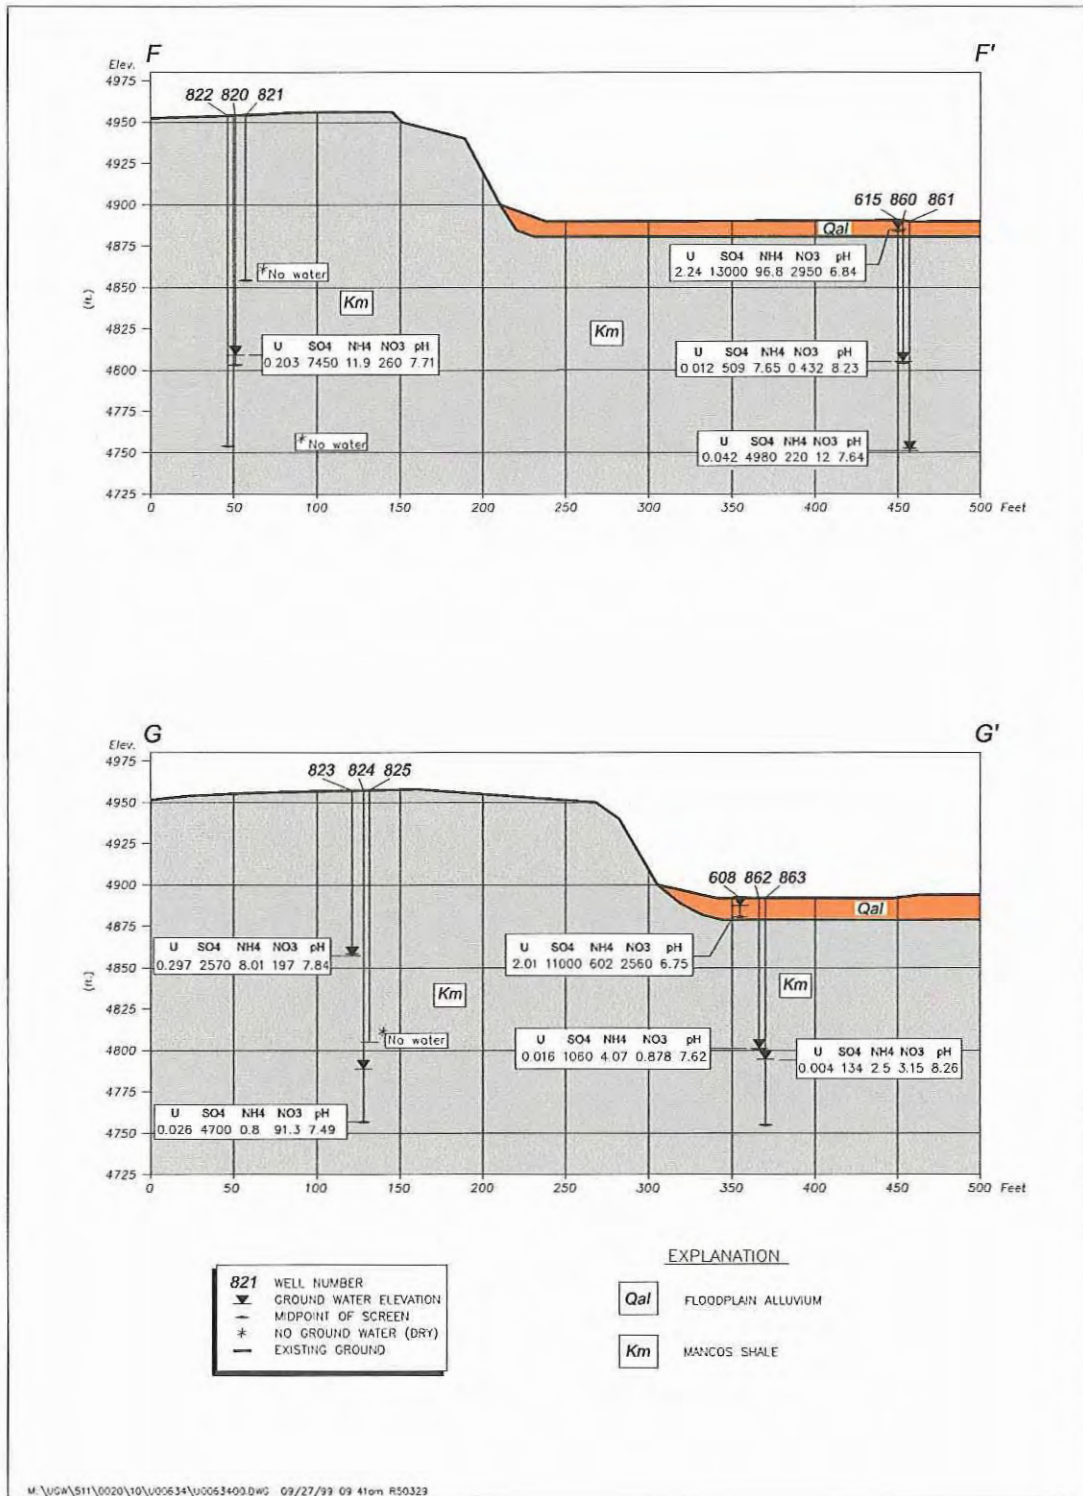 F F'
Elev.
4975
822 820 821
4950
4925
4900
615 860 861
Qal
4875
U SO4 NH4 NO3 pH
2.24 13000 96.8 2950 6.84
*No water
4850
(ft.)
Km
4825
Km
U SO4 NH4 NO3 pH
0.203 7450 11.9 260 7.71
U SO4 NH4 NO3 pH
0.012 509 7.65 0.432 8.23
4800
4775
*No water
U SO4 NH4 NO3 pH
0.042 4980 220 12 7.64
4750
4725
0 50 100 150 200 250 300 350 400 450 500 Feet
G G'
Elev.
4975
823 824 825
4950
4925
4900
608 862 863
Qal
4875
U SO4 NH4 NO3 pH
0.297 2570 8.01 197 7.84
U SO4 NH4 NO3 pH
2.01 11000 602 2560 6.75
4850
(ft.)
Km
Km
4825
*No water
4800
U SO4 NH4 NO3 pH
0.016 1060 4.07 0.878 7.62
U SO4 NH4 NO3 pH
0.004 134 2.5 3.15 8.26
4775
U SO4 NH4 NO3 pH
0.026 4700 0.8 91.3 7.49
4750
4725
0 50 100 150 200 250 300 350 400 450 500 Feet
821 WELL NUMBER
GROUND WATER ELEVATION
MIDPOINT OF SCREEN
* NO GROUND WATER (DRY)
EXISTING GROUND
EXPLANATION
Qal FLOODPLAIN ALLUVIUM
Km MANCOS SHALE
M:\UGW\511\0020\10\U00634\U0063400.DWG 09/27/99 09:41am R50329